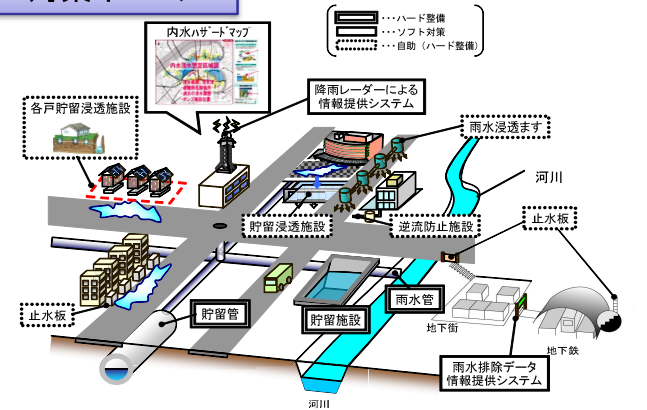 ・・・ハード整備
・・・ソフト対策
・・・自助（ハード整備）
内水ﾊｻﾞｰﾄﾞﾏｯﾌﾟ
降雨レーダーによる
情報提供システム
各戸貯留浸透施設
雨水浸透ます
河川
貯留浸透施設
逆流防止施設
止水板
止水板
貯留管
貯留施設
雨水管
地下街
地下鉄
雨水排除データ
情報提供システム
河川